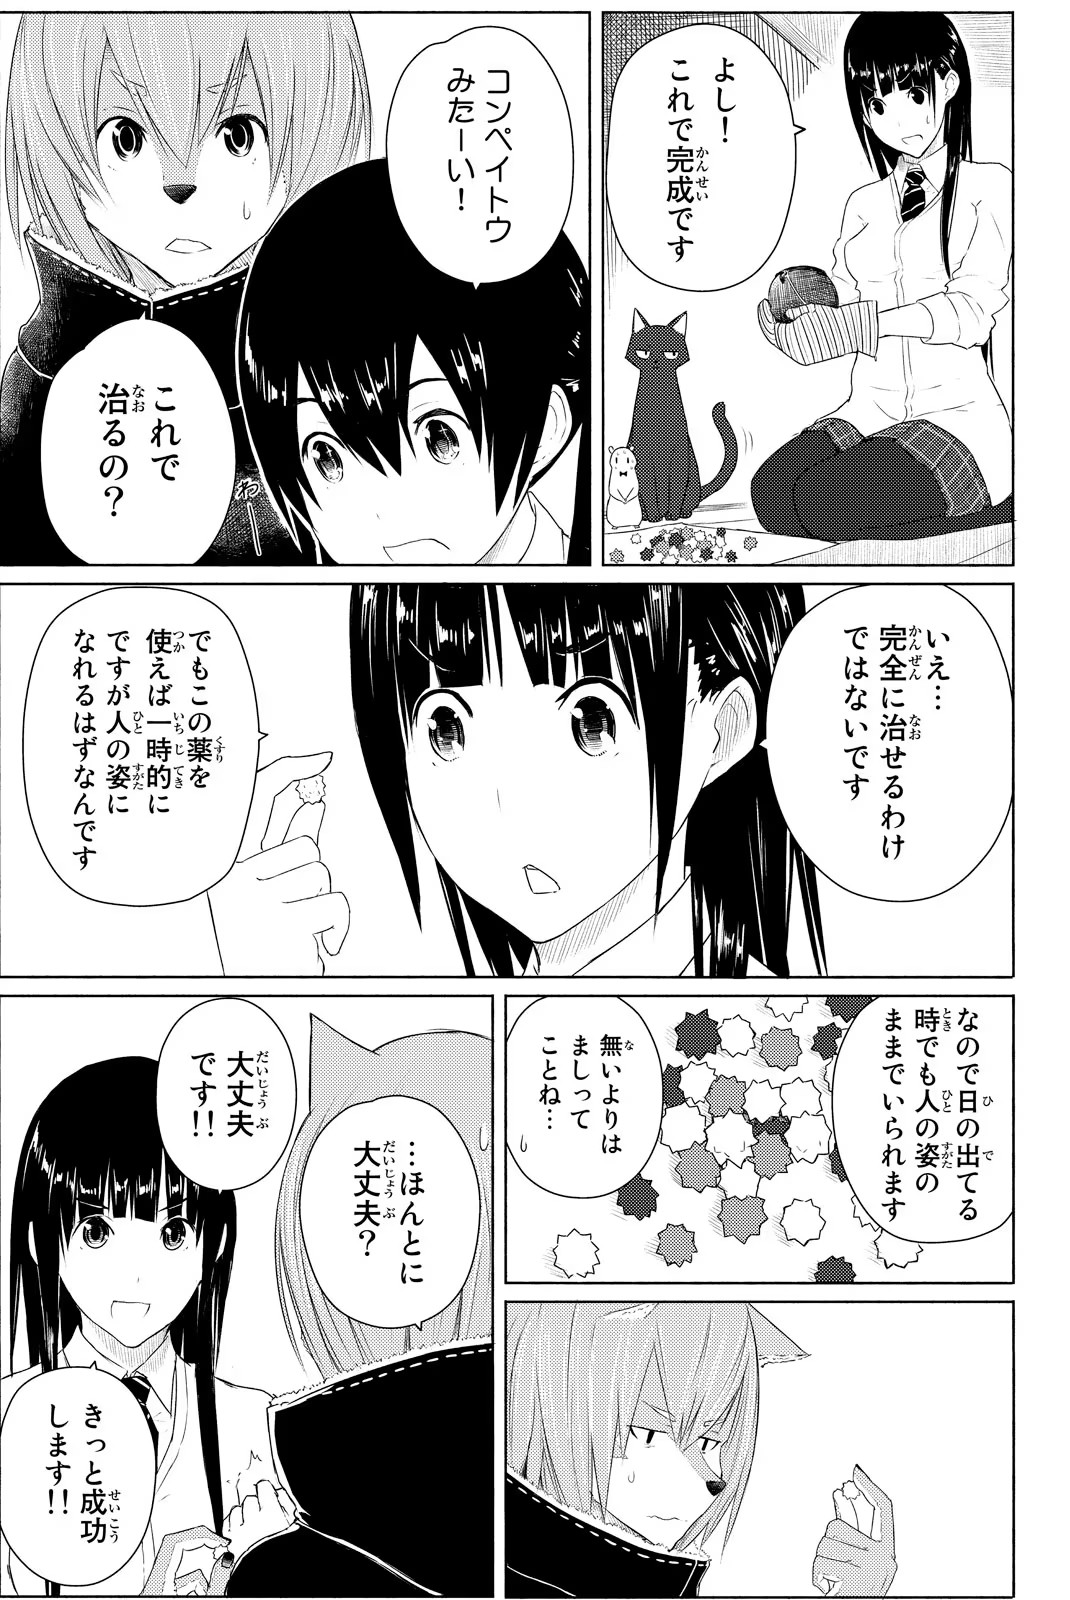 よし！
これで完成です
コンペイトウ
みたーい！
わー
これで
治るの？
いえ…
完全に治せるわけ
ではないです
でもこの薬を
使えば一時的に
ですが人の姿に
なれるはずなんです
なので日の出てる
時でも人の姿の
ままでいられます
無いよりは
ましって
ことね…
…ほんとに
大丈夫？
大丈夫
です!!
きっと成功
します!!